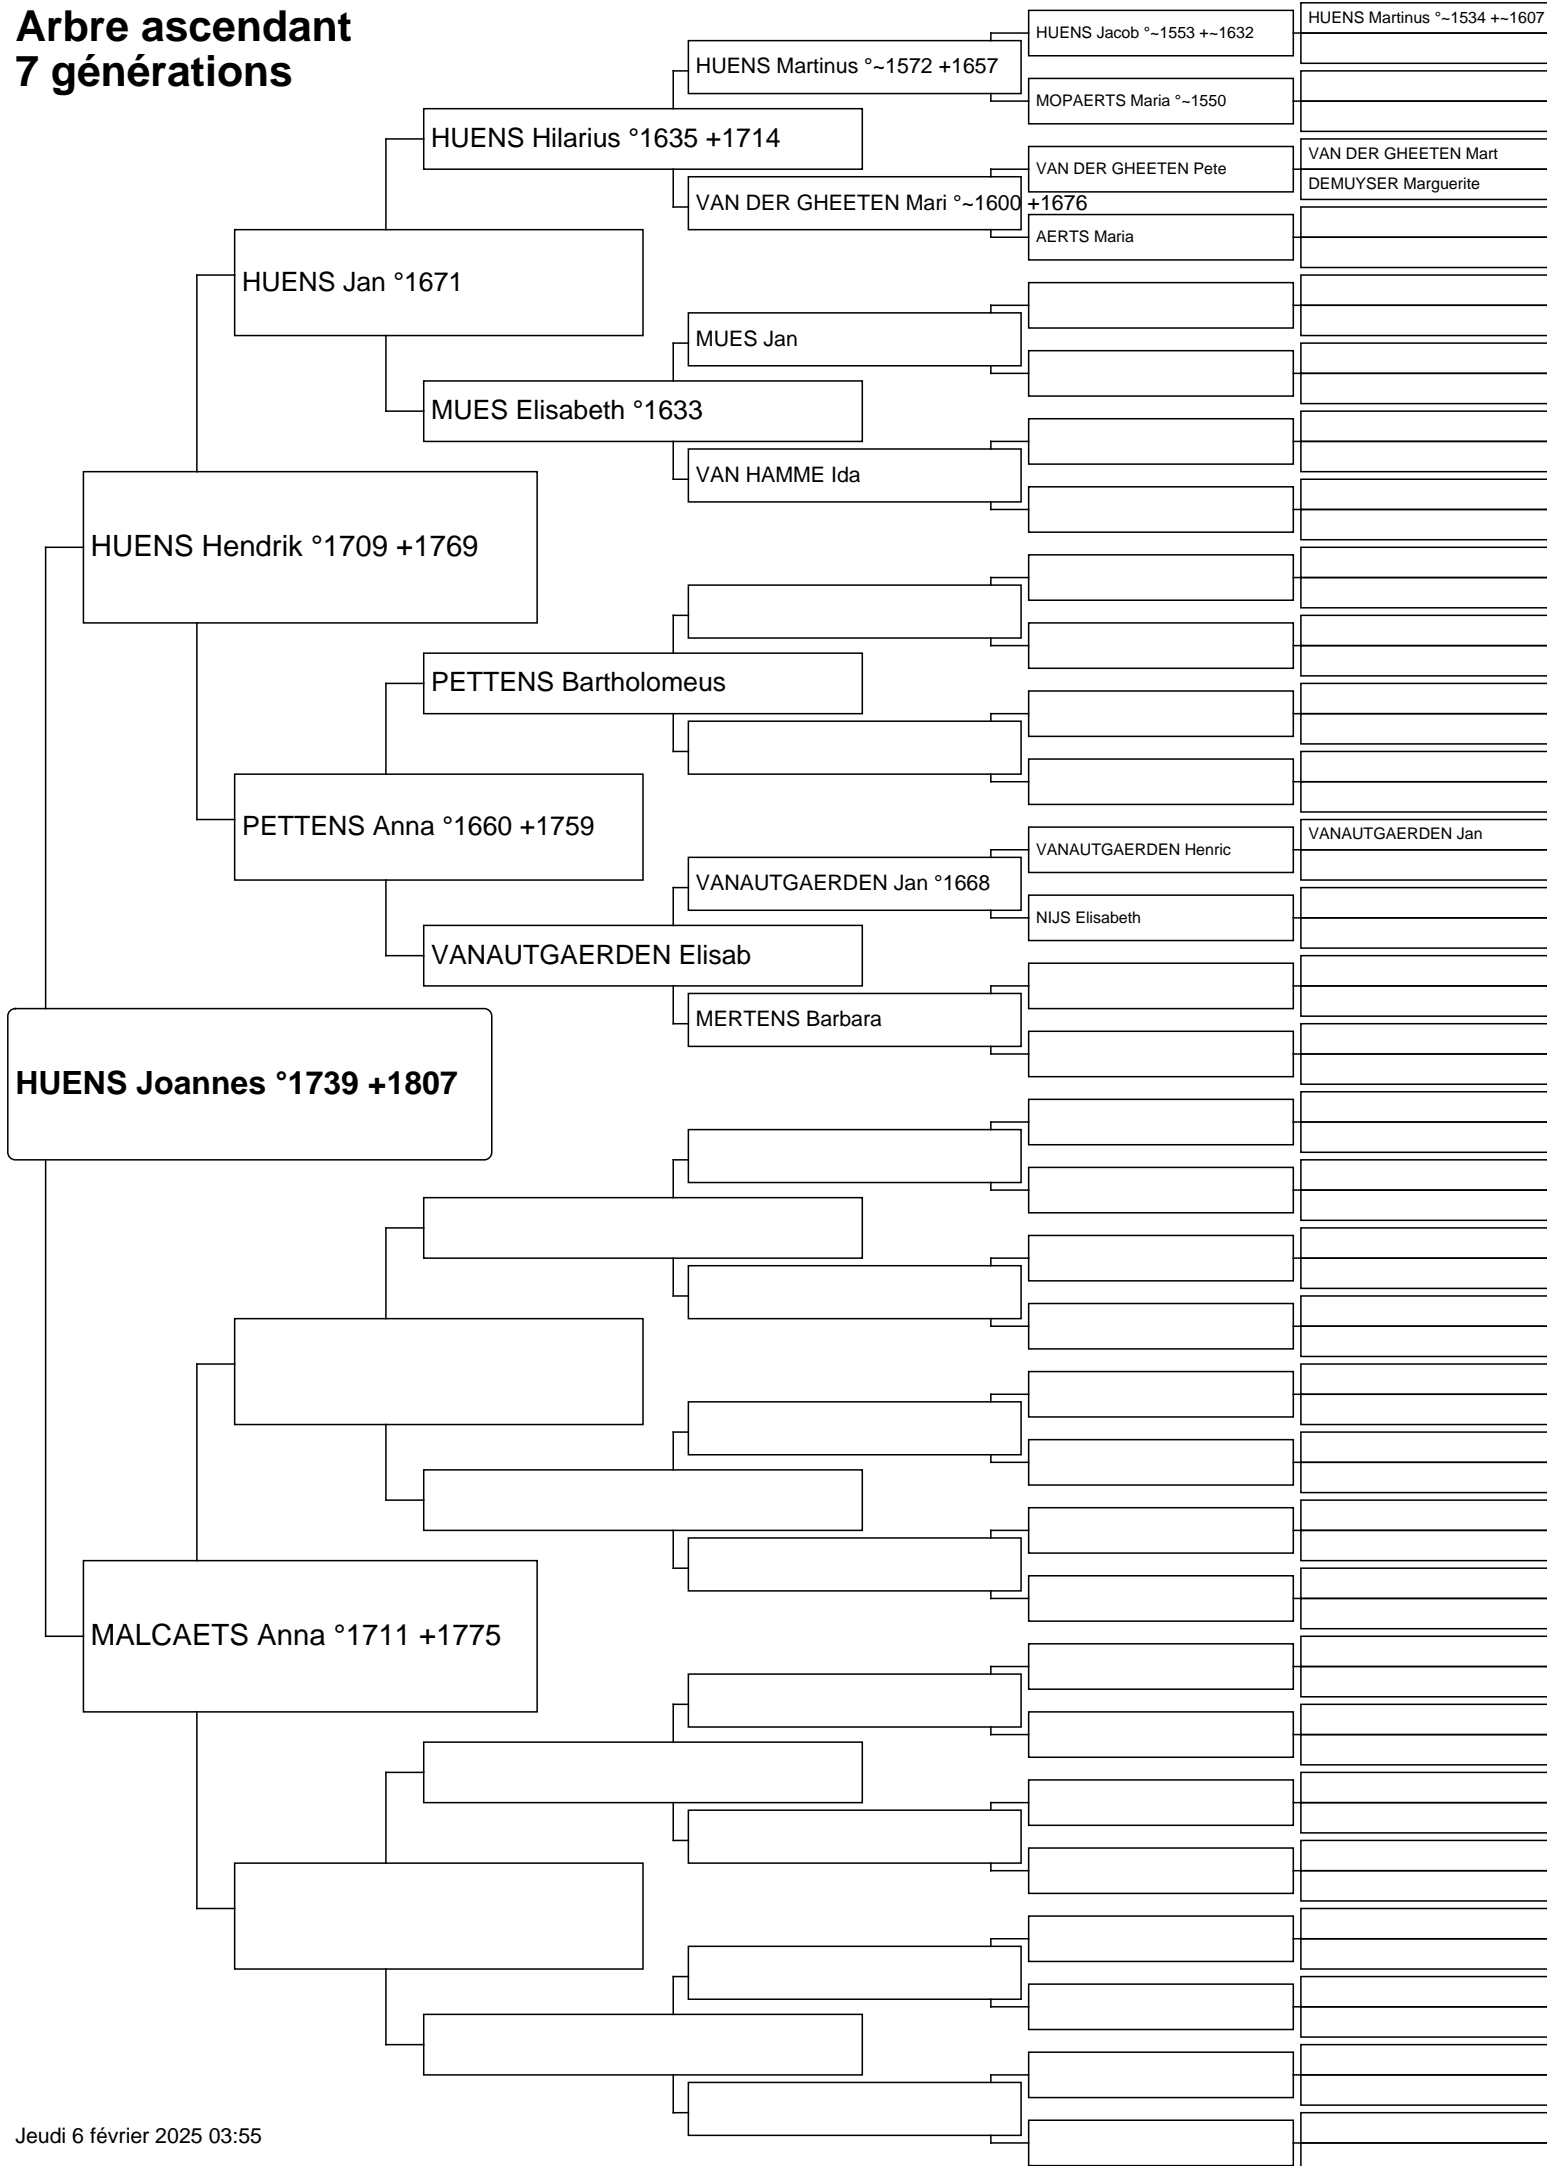 Arbre ascendant
7 générations
HUENS Martinus °~1534 +~1607
HUENS Jacob °~1553 +~1632
HUENS Martinus °~1572 +1657
MOPAERTS Maria °~1550
HUENS Hilarius °1635 +1714
VAN DER GHEETEN Mart
VAN DER GHEETEN Pete
DEMUYSER Marguerite
VAN DER GHEETEN Mari °~1600 +1676
AERTS Maria
HUENS Jan °1671
MUES Jan
MUES Elisabeth °1633
VAN HAMME Ida
HUENS Hendrik °1709 +1769
PETTENS Bartholomeus
PETTENS Anna °1660 +1759
VANAUTGAERDEN Jan
VANAUTGAERDEN Henric
VANAUTGAERDEN Jan °1668
NIJS Elisabeth
VANAUTGAERDEN Elisab
MERTENS Barbara
HUENS Joannes °1739 +1807
MALCAETS Anna °1711 +1775
Jeudi 6 février 2025 03:55